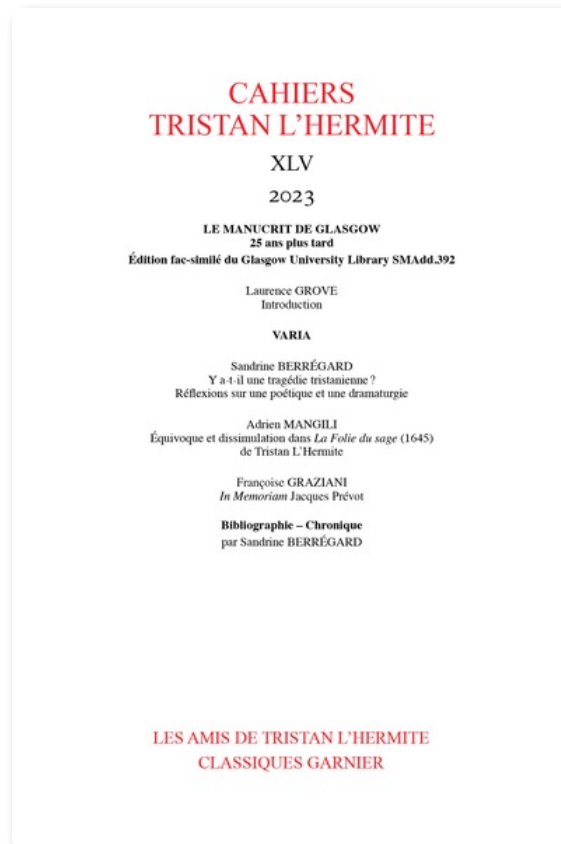 CAHIERS
TRISTAN L'HERMITE
XLV
2023
LE MANUCRIT DE GLASGOW
25 ans plus tard
Édition fac-similé du Glasgow University Library SMAdd.392
Laurence GROVE
Introduction
VARIA
Sandrine BERRÉGARD
Y a-t-il une tragédie tristanienne ?
Réflexions sur une poétique et une dramaturgie
Adrien MANGILI
Équivoque et dissimulation dans La Folie du sage (1645)
de Tristan L'Hermite
Françoise GRAZIANI
In Memoriam Jacques Prévot
Bibliographie – Chronique
par Sandrine BERRÉGARD
LES AMIS DE TRISTAN L'HERMITE
CLASSIQUES GARNIER